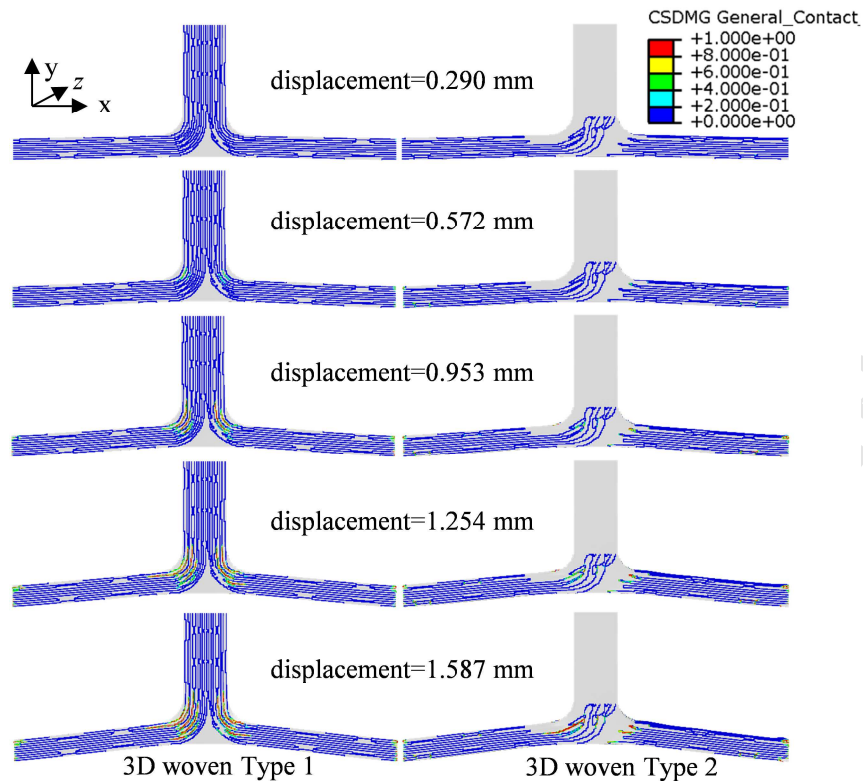 CSDMG General_Contact_
+1.000e+00
+8.000e-01
+6.000e-01
+4.000e-01
+2.000e-01
+0.000e+00
y
z
x
displacement=0.290 mm
displacement=0.572 mm
displacement=0.953 mm
displacement=1.254 mm
displacement=1.587 mm
3D woven Type 1
3D woven Type 2